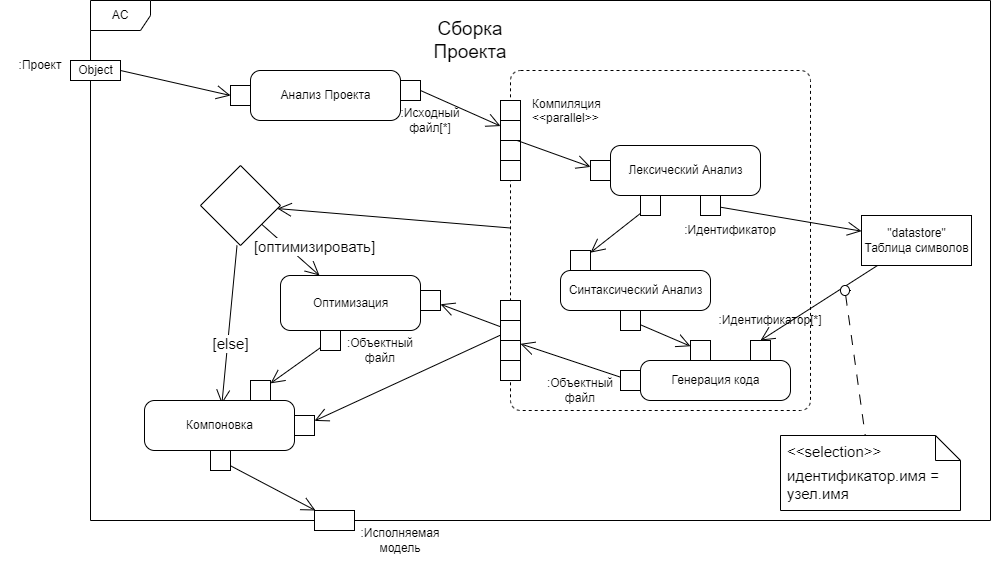 AC
Сборка
Проекта
:Проект
Object
Анализ Проекта
:Исходный
файл[*]
Компиляция
<<parallel>>
Лексический Анализ
:Идентификатор
"datastore"
Таблица символов
[оптимизировать]
Оптимизация
Синтаксический Анализ
:Идентификатор[*]
[else]
:Объектный
файл
Генерация кода
:Объектный
файл
Компоновка
<<selection>>
идентификатор.имя =
узел.имя
:Исполняемая
модель